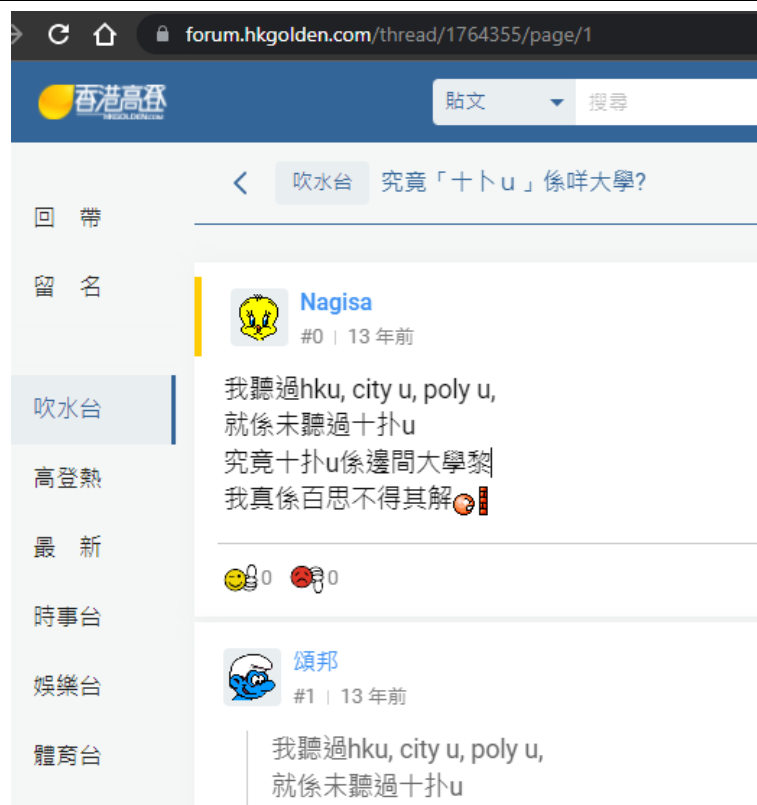 forum.hkgolden.com/thread/1764355/page/1
香港高登
HKGOLDEN.COM
貼文
搜尋
吹水台 究竟「十卜u」係咩大學?
回 帶
留 名
吹水台
高登熱
最 新
時事台
娛樂台
體育台
Nagisa
#0 | 13 年前
我聽過hku, city u, poly u,
就係未聽過十扑u
究竟十扑u係邊間大學黎
我真係百思不得其解
0 0
頌邦
#1 | 13 年前
我聽過hku, city u, poly u,
就係未聽過十扑u